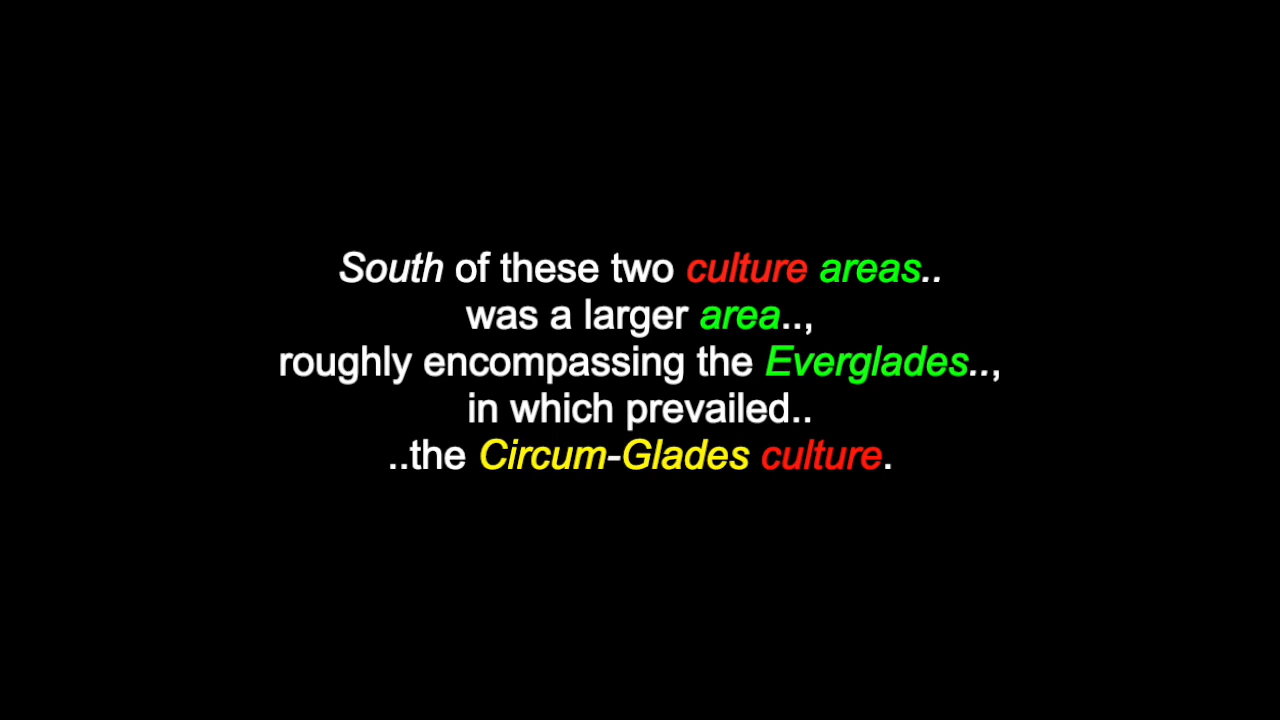 South of these two culture areas..
was a larger area..,
roughly encompassing the Everglades..,
in which prevailed..
..the Circum-Glades culture.